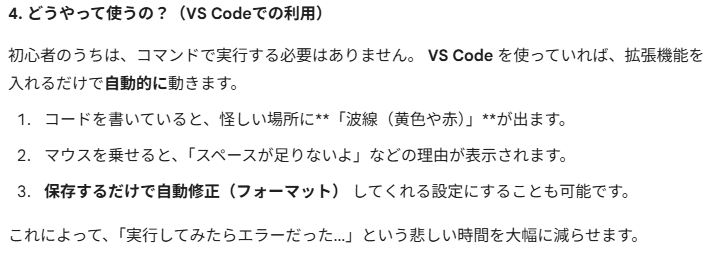 4. どうやって使うの？（VS Codeでの利用）
初心者のうちは、コマンドで実行する必要はありません。 VS Code を使っていれば、拡張機能を
入れるだけで自動的に動きます。
1. コードを書いていると、怪しい場所に**「波線（黄色や赤）」**が出ます。
2. マウスを乗せると、「スペースが足りないよ」などの理由が表示されます。
3. 保存するだけで自動修正（フォーマット） してくれる設定にすることも可能です。
これによって、「実行してみたらエラーだった...」という悲しい時間を大幅に減らせます。